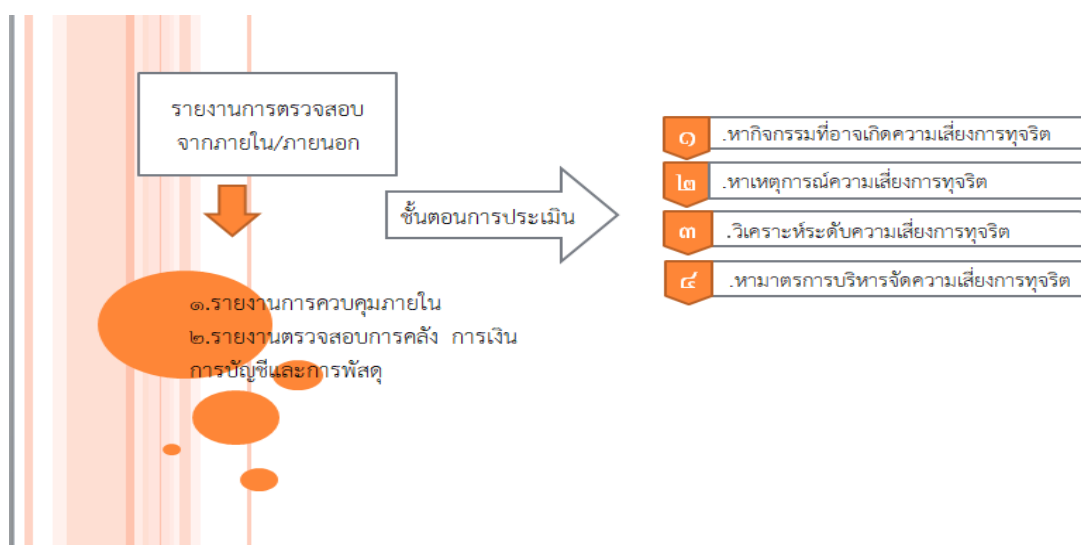 รายงานการตรวจสอบ
จากภายใน/ภายนอก
๑.รายงานการควบคุมภายใน
๒.รายงานตรวจสอบการคลัง การเงิน
การบัญชีและการพัสดุ
ขั้นตอนการประเมิน
๑ .หากิจกรรมที่อาจเกิดความเสี่ยงการทุจริต
๒ .หาเหตุการณ์ความเสี่ยงการทุจริต
๓ .วิเคราะห์ระดับความเสี่ยงการทุจริต
๔ .หามาตรการบริหารจัดความเสี่ยงการทุจริต